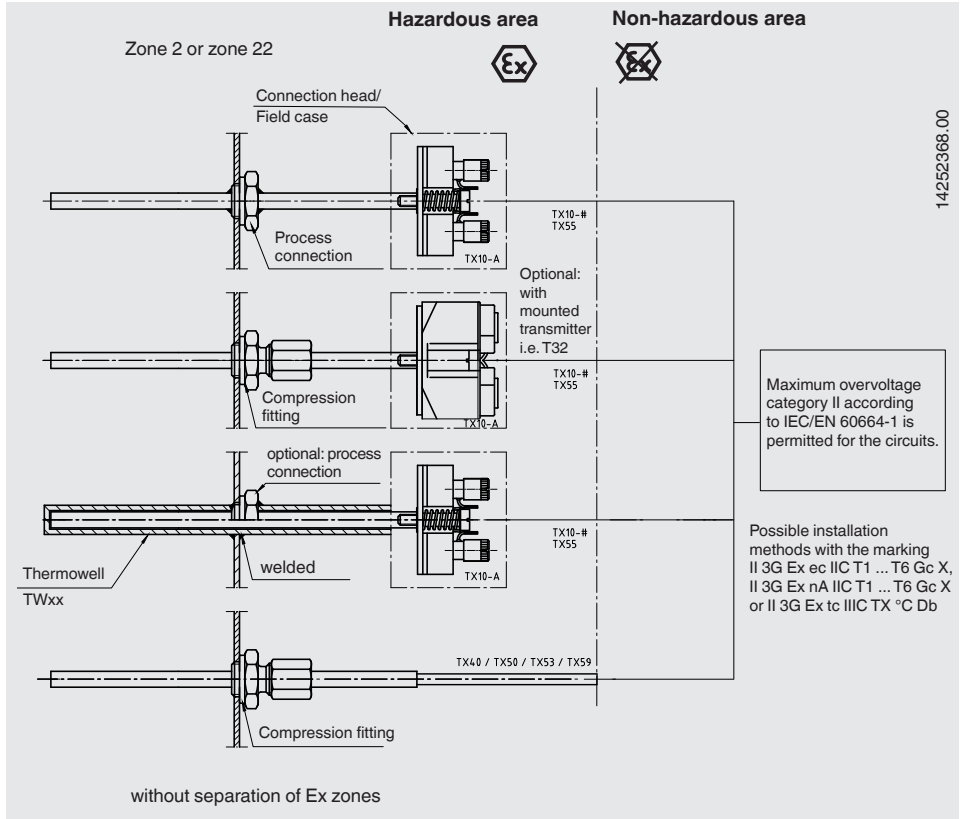 Hazardous area
Non-hazardous area
Zone 2 or zone 22
Ex
Ex
14252368.00
Connection head/
Field case
Process
connection
TX10-A
TX10-#
TX55
Optional:
with
mounted
transmitter
i.e. T32
Compression
fitting
TX10-A
TX10-#
TX55
Maximum overvoltage
category II according
to IEC/EN 60664-1 is
permitted for the circuits.
optional: process
connection
Thermowell
TWxx
welded
TX10-A
TX10-#
TX55
Possible installation
methods with the marking
II 3G Ex ec IIC T1 ... T6 Gc X,
II 3G Ex nA IIC T1 ... T6 Gc X
or II 3G Ex tc IIIC TX °C Db
TX40 / TX50 / TX53 / TX59
Compression fitting
without separation of Ex zones